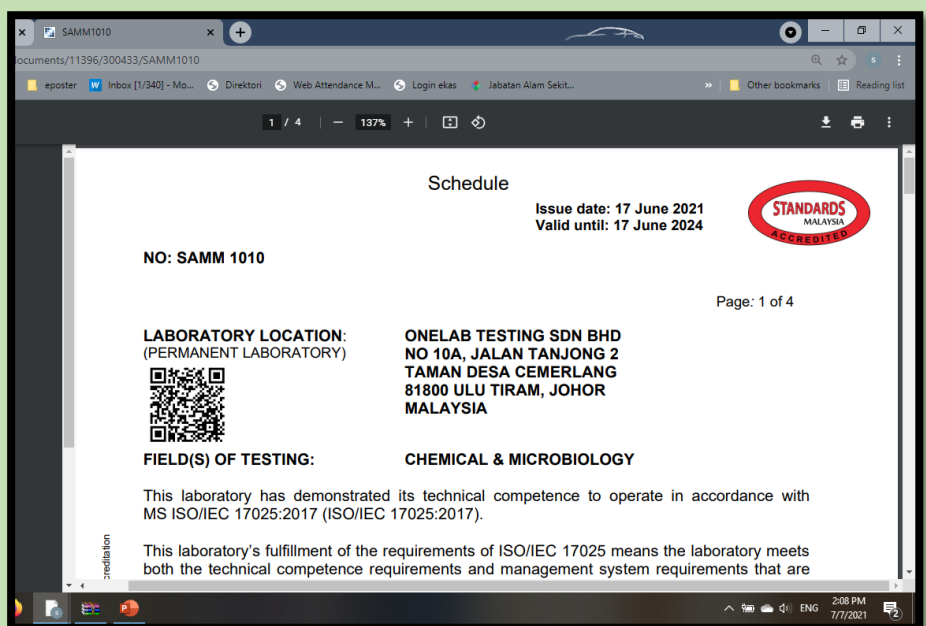 SAMM1010
ocuments/11396/300433/SAMM1010
eposter Inbox [1/340] - Mo... Direktori Web Attendance M... Login ekas Jabatan Alam Sekit... » Other bookmarks Reading list
1 / 4 | − 137% +
Schedule
Issue date: 17 June 2021
Valid until: 17 June 2024
STANDARDS
MALAYSIA
ACCREDITED
NO: SAMM 1010
Page: 1 of 4
LABORATORY LOCATION: ONELAB TESTING SDN BHD
(PERMANENT LABORATORY) NO 10A, JALAN TANJONG 2
TAMAN DESA CEMERLANG
81800 ULU TIRAM, JOHOR
MALAYSIA
FIELD(S) OF TESTING: CHEMICAL & MICROBIOLOGY
This laboratory has demonstrated its technical competence to operate in accordance with
MS ISO/IEC 17025:2017 (ISO/IEC 17025:2017).
This laboratory's fulfillment of the requirements of ISO/IEC 17025 means the laboratory meets
both the technical competence requirements and management system requirements that are
creditation
ENG 2:08 PM
7/7/2021
2